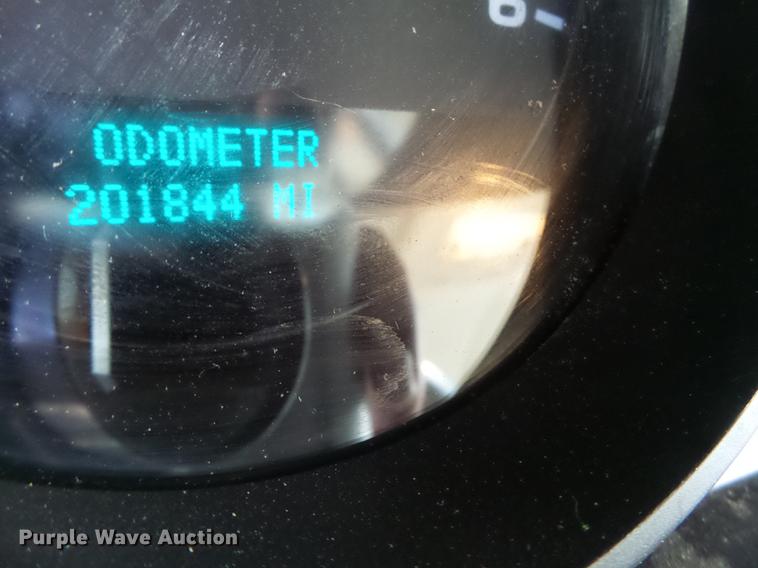 ODOMETER
201844 MI
Purple Wave Auction